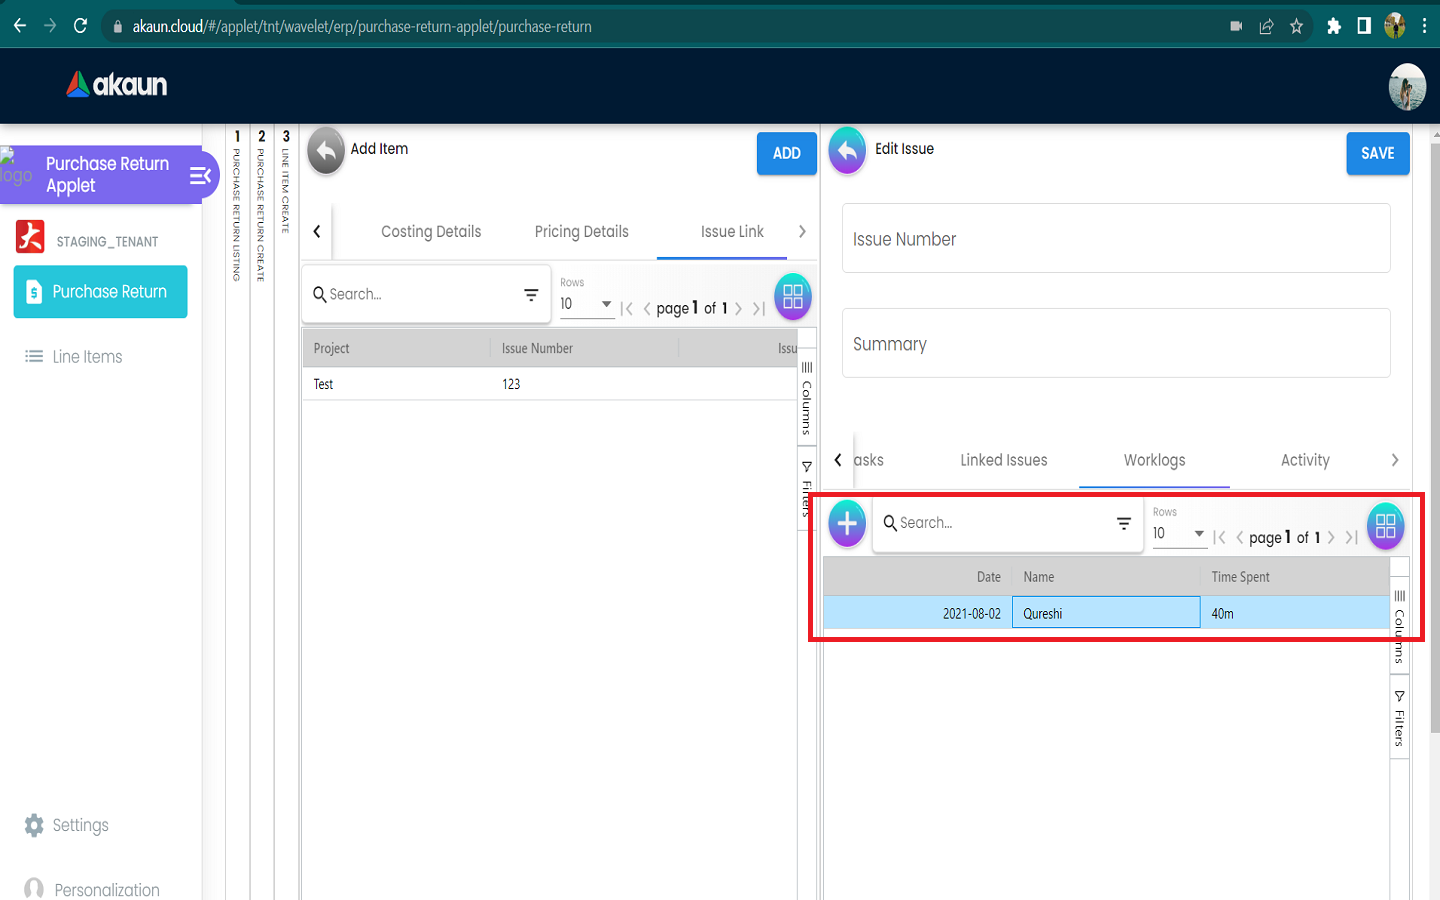 akaun.cloud/#/applet/tnt/wavelet/erp/purchase-return-applet/purchase-return
akaun
logo
Purchase Return
Applet
STAGING_TENANT
Purchase Return
Line Items
Settings
Personalization
1 PURCHASE RETURN LISTING
2 PURCHASE RETURN CREATE
3 LINE ITEM CREATE
Add Item
ADD
Costing Details
Pricing Details
Issue Link
Search...
Rows
10
page 1 of 1
Project
Issue Number
Issu
Test
123
Columns
Filters
Edit Issue
SAVE
Issue Number
Summary
asks
Linked Issues
Worklogs
Activity
Search...
Rows
10
page 1 of 1
Date
Name
Time Spent
2021-08-02
Qureshi
40m
Columns
Filters